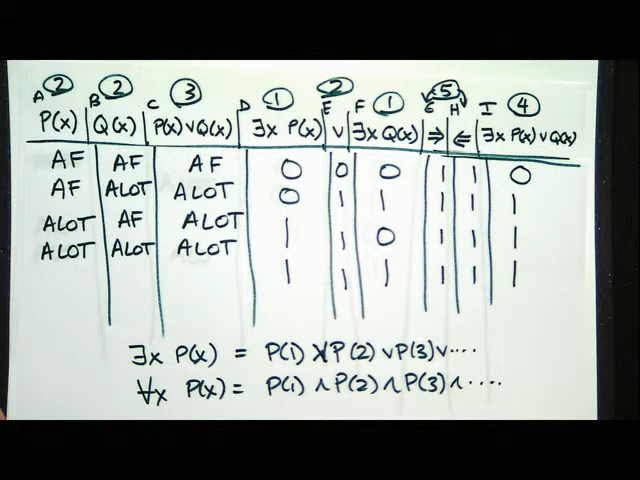 ② ② ③ ① ② ① ⑤ ④
A B C D E F G H I
P(x) Q(x) P(x)∨Q(x) ∃x P(x) ∨ ∃x Q(x) ⇒ ⇐ ∃x P(x)∨Q(x)
AF AF AF 0 0 0 1 1 0
AF ALOT ALOT 0 1 1 1 1 1
ALOT AF ALOT 1 1 0 1 1 1
ALOT ALOT ALOT 1 1 1 1 1 1
∃x P(x) = P(1) ∨ P(2) ∨ P(3) ∨ ....
∀x P(x) = P(1) ∧ P(2) ∧ P(3) ∧ ....